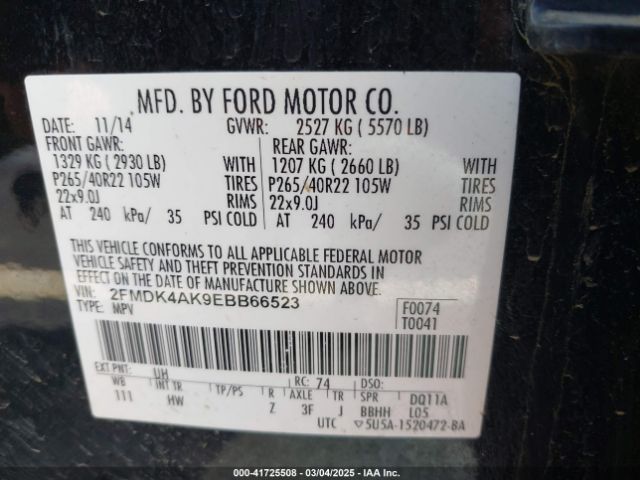 MFD. BY FORD MOTOR CO.
DATE: 11/14 GVWR: 2527 KG ( 5570 LB)
FRONT GAWR: REAR GAWR:
1329 KG ( 2930 LB) WITH 1207 KG ( 2660 LB) WITH
P265/40R22 105W TIRES P265/40R22 105W TIRES
22x9.0J RIMS 22x9.0J RIMS
AT 240 kPa/ 35 PSI COLD AT 240 kPa/ 35 PSI COLD
THIS VEHICLE CONFORMS TO ALL APPLICABLE FEDERAL MOTOR
VEHICLE SAFETY AND THEFT PREVENTION STANDARDS IN
EFFECT ON THE DATE OF MANUFACTURE SHOWN ABOVE.
VIN: 2FMDK4AK9EBB66523 F0074
TYPE: MPV T0041
EXT PNT: UH RC: 74 DSO:
WB INT TR TP/PS R AXLE TR SPR DQ11A
111 HW Z 3F J BBHH L05
UTC 5U5A-1520472-BA
000-41725508 - 03/04/2025 - IAAI.com